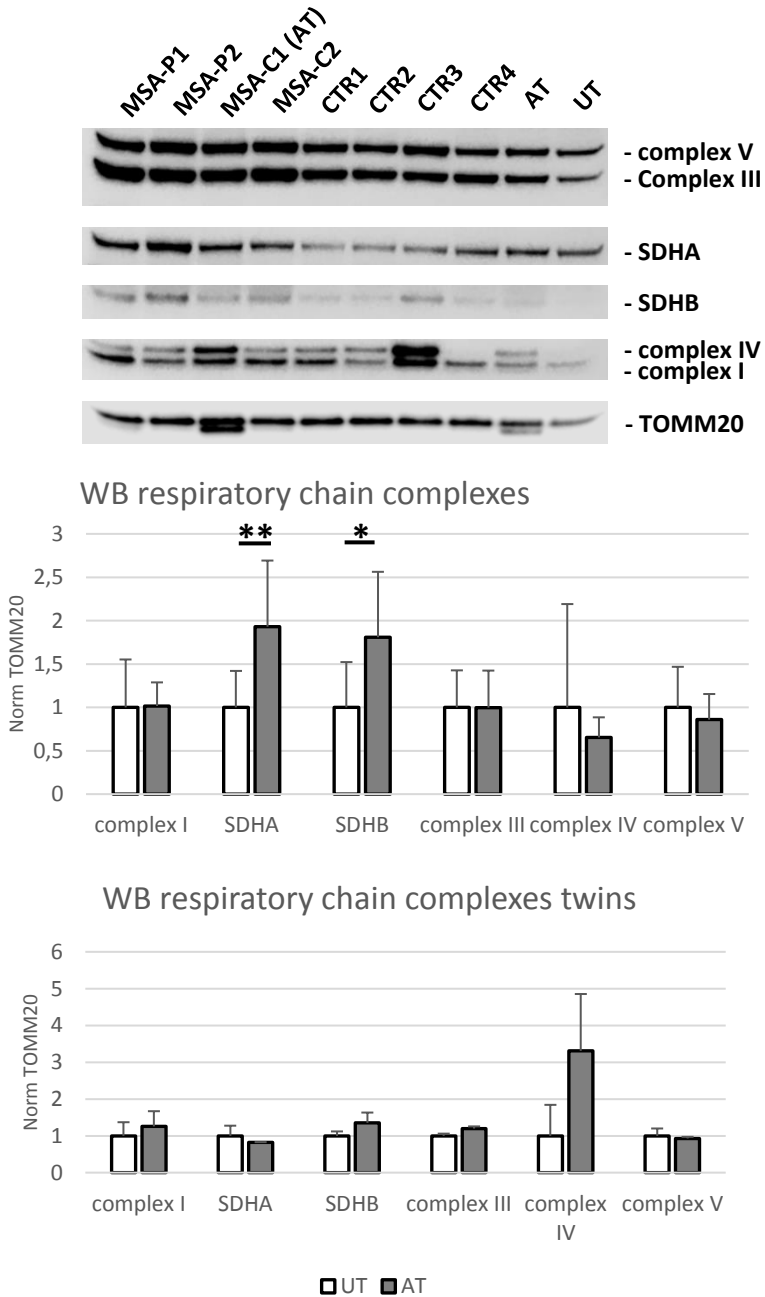 MSA-P1 MSA-P2 MSA-C1 (AT) MSA-C2 CTR1 CTR2 CTR3 CTR4 AT UT
- complex V
- Complex III
- SDHA
- SDHB
- complex IV
- complex I
- TOMM20
WB respiratory chain complexes
3
2,5
2
1,5
1
0,5
0
Norm TOMM20
** *
complex I SDHA SDHB complex III complex IV complex V
WB respiratory chain complexes twins
6
5
4
3
2
1
0
Norm TOMM20
complex I SDHA SDHB complex III complex IV complex V
UT AT